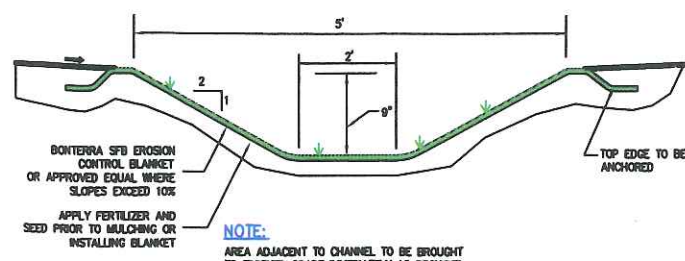 5'
2'
2
1
9"
BONTERRA SFB EROSION
CONTROL BLANKET
OR APPROVED EQUAL WHERE
SLOPES EXCEED 10%
TOP EDGE TO BE
ANCHORED
APPLY FERTILIZER AND
SEED PRIOR TO MULCHING OR
INSTALLING BLANKET
NOTE:
AREA ADJACENT TO CHANNEL TO BE BROUGHT